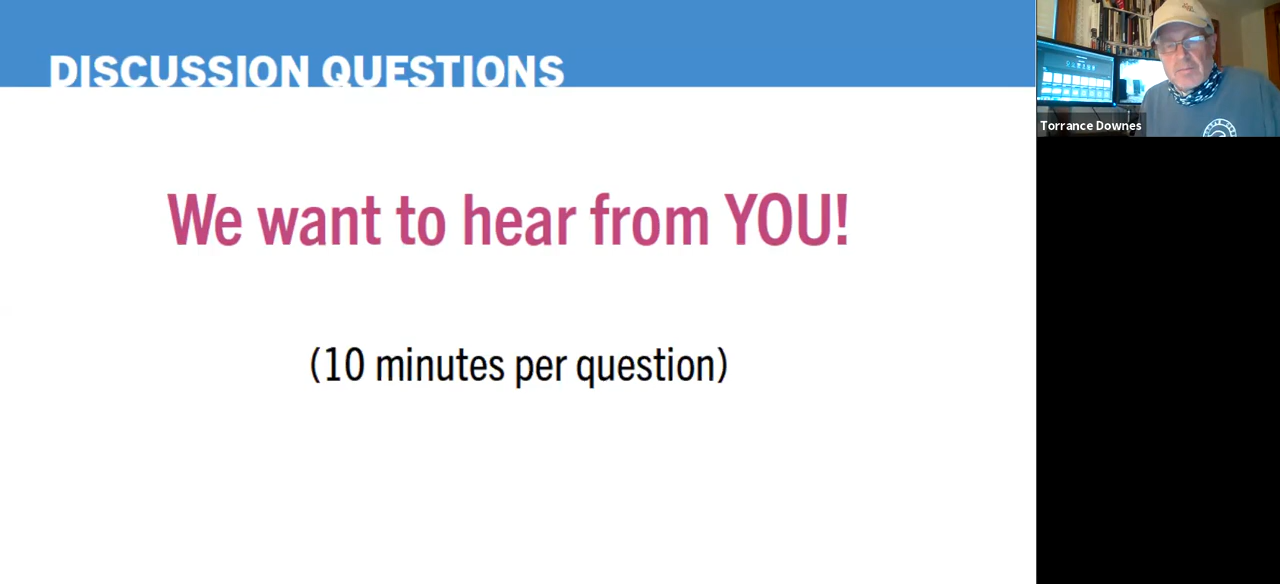 DISCUSSION QUESTIONS
We want to hear from YOU!
(10 minutes per question)
Torrance Downes